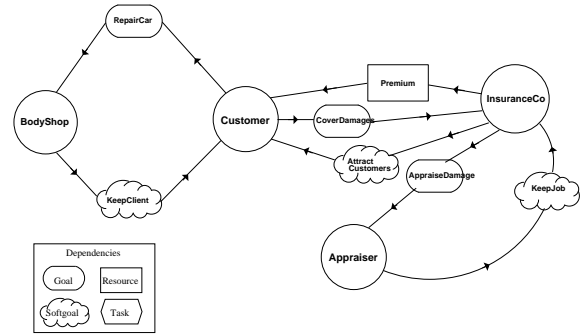 RepairCar
Premium
InsuranceCo
BodyShop
Customer
CoverDamages
Attract
Customers
AppraiseDamage
KeepClient
KeepJob
Appraiser
Dependencies
Goal
Resource
Softgoal
Task